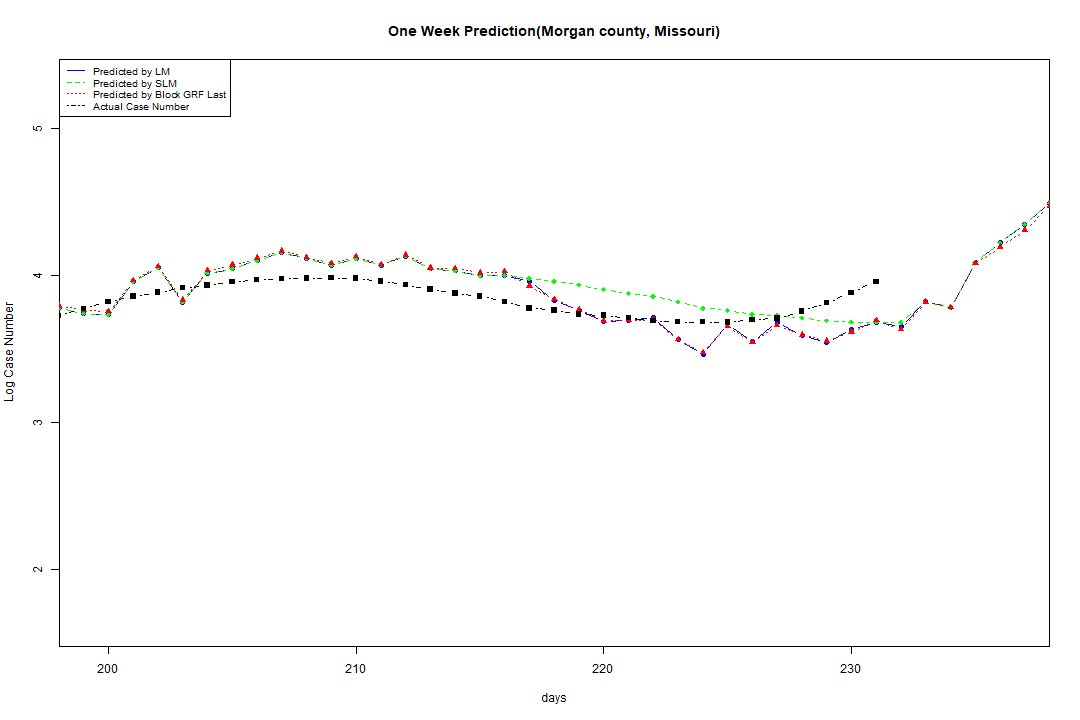 One Week Prediction(Morgan county, Missouri)
Predicted by LM
Predicted by SLM
Predicted by Block GRF Last
Actual Case Number
5
4
3
2
Log Case Number
200 210 220 230
days